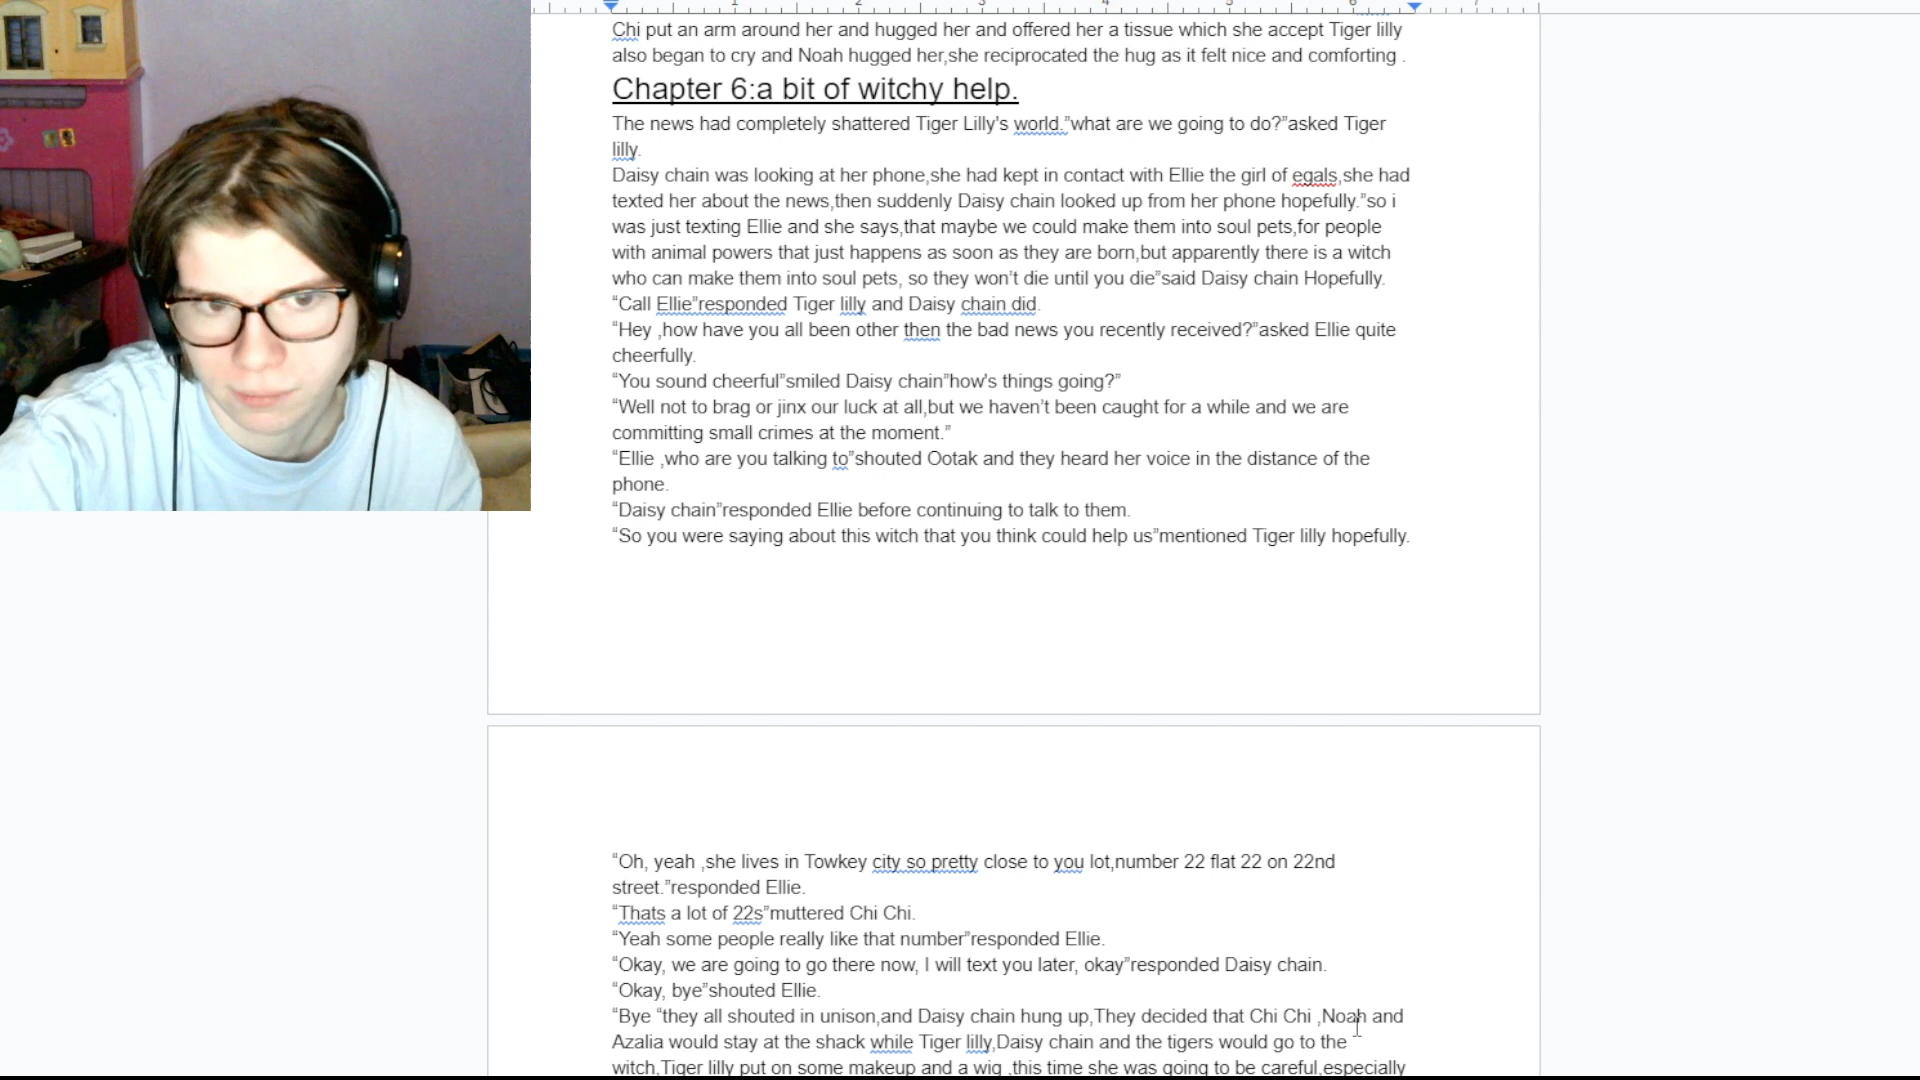 Chi put an arm around her and hugged her and offered her a tissue which she accept Tiger lilly
also began to cry and Noah hugged her,she reciprocated the hug as it felt nice and comforting .
Chapter 6:a bit of witchy help.
The news had completely shattered Tiger Lilly's world.”what are we going to do?”asked Tiger
lilly.
Daisy chain was looking at her phone,she had kept in contact with Ellie the girl of egals,she had
texted her about the news,then suddenly Daisy chain looked up from her phone hopefully.”so i
was just texting Ellie and she says,that maybe we could make them into soul pets,for people
with animal powers that just happens as soon as they are born,but apparently there is a witch
who can make them into soul pets, so they won’t die until you die”said Daisy chain Hopefully.
“Call Ellie”responded Tiger lilly and Daisy chain did.
“Hey ,how have you all been other then the bad news you recently received?”asked Ellie quite
cheerfully.
“You sound cheerful”smiled Daisy chain”how's things going?”
“Well not to brag or jinx our luck at all,but we haven’t been caught for a while and we are
committing small crimes at the moment.”
“Ellie ,who are you talking to”shouted Ootak and they heard her voice in the distance of the
phone.
“Daisy chain”responded Ellie before continuing to talk to them.
“So you were saying about this witch that you think could help us”mentioned Tiger lilly hopefully.
“Oh, yeah ,she lives in Towkey city so pretty close to you lot,number 22 flat 22 on 22nd
street.”responded Ellie.
“Thats a lot of 22s”muttered Chi Chi.
“Yeah some people really like that number”responded Ellie.
“Okay, we are going to go there now, I will text you later, okay”responded Daisy chain.
“Okay, bye”shouted Ellie.
“Bye “they all shouted in unison,and Daisy chain hung up,They decided that Chi Chi ,Noah and
Azalia would stay at the shack while Tiger lilly,Daisy chain and the tigers would go to the
witch,Tiger lilly put on some makeup and a wig ,this time she was going to be careful,especially